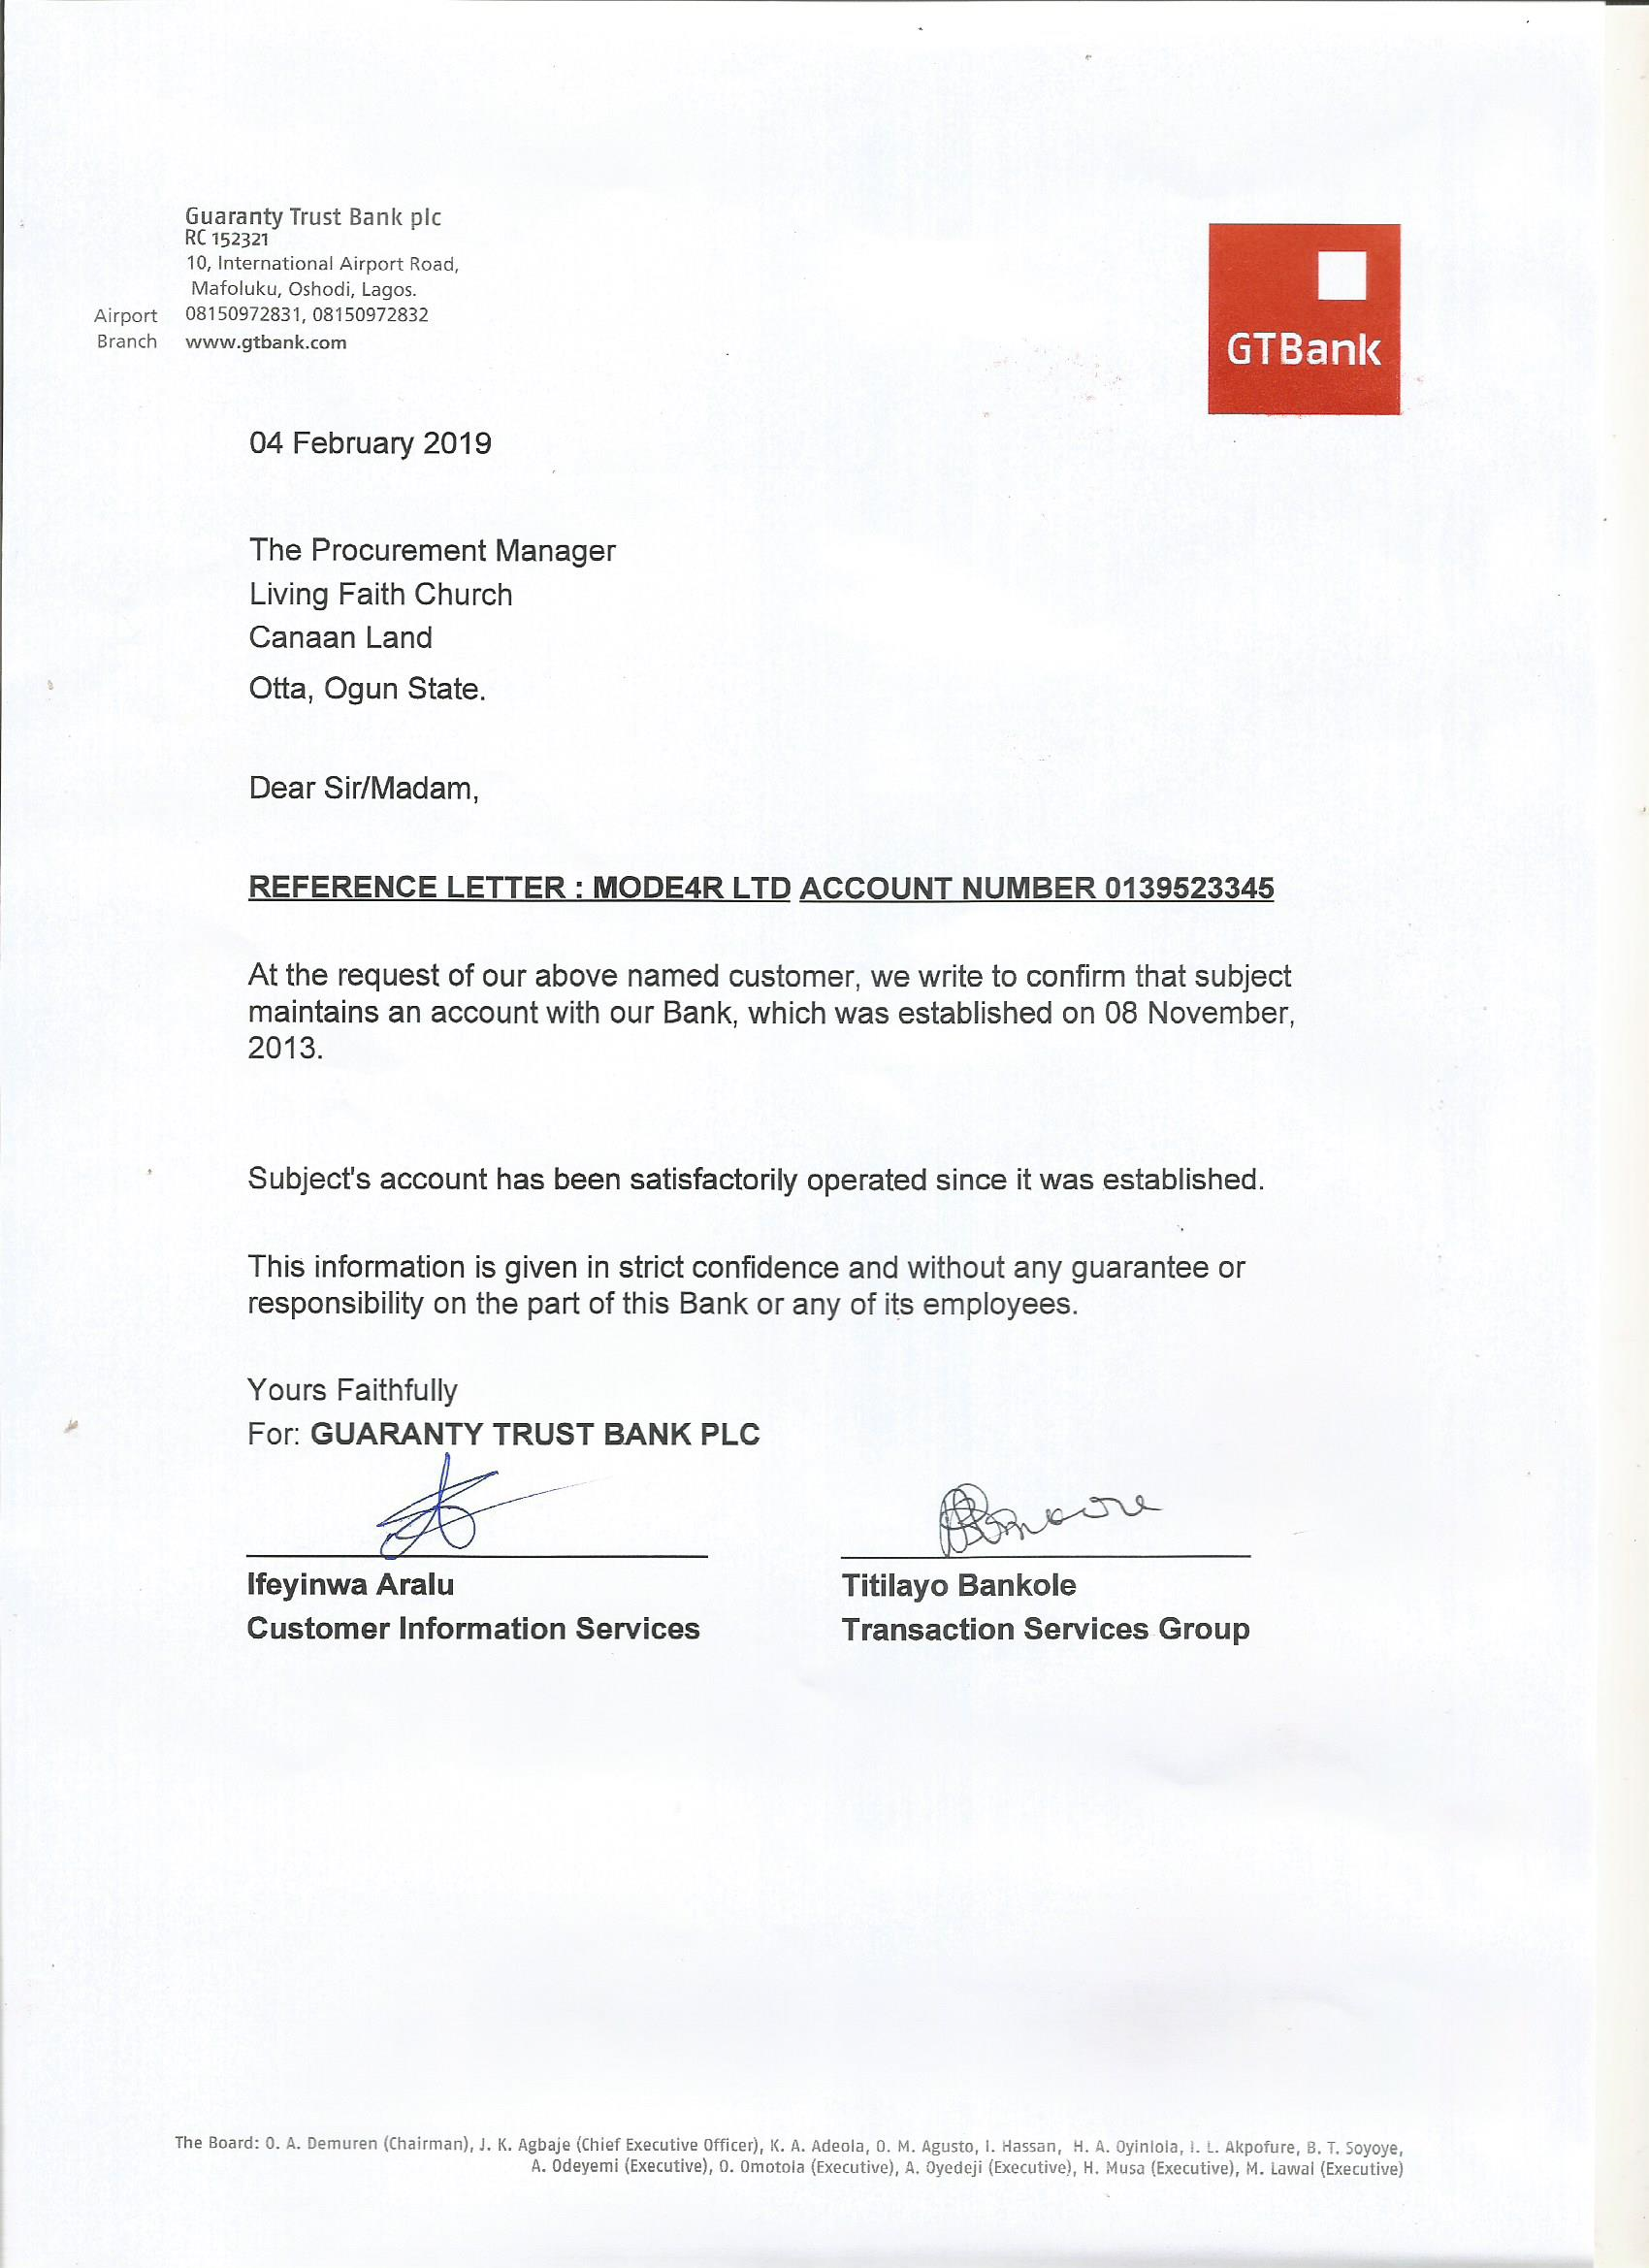 Guaranty Trust Bank plc
RC 152321
10, International Airport Road,
Mafoluku, Oshodi, Lagos.
Airport 08150972831, 08150972832
Branch www.gtbank.com
GTBank
04 February 2019
The Procurement Manager
Living Faith Church
Canaan Land
Otta, Ogun State.
Dear Sir/Madam,
REFERENCE LETTER : MODE4R LTD ACCOUNT NUMBER 0139523345
At the request of our above named customer, we write to confirm that subject
maintains an account with our Bank, which was established on 08 November,
2013.
Subject's account has been satisfactorily operated since it was established.
This information is given in strict confidence and without any guarantee or
responsibility on the part of this Bank or any of its employees.
Yours Faithfully
For: GUARANTY TRUST BANK PLC
Ifeyinwa Aralu
Customer Information Services
Titilayo Bankole
Transaction Services Group
The Board: O. A. Demuren (Chairman), J. K. Agbaje (Chief Executive Officer), K. A. Adeola, O. M. Agusto, I. Hassan, H. A. Oyinlola, I. L. Akpofure, B. T. Soyoye,
A. Odeyemi (Executive), O. Omotola (Executive), A. Oyedeji (Executive), H. Musa (Executive), M. Lawal (Executive)